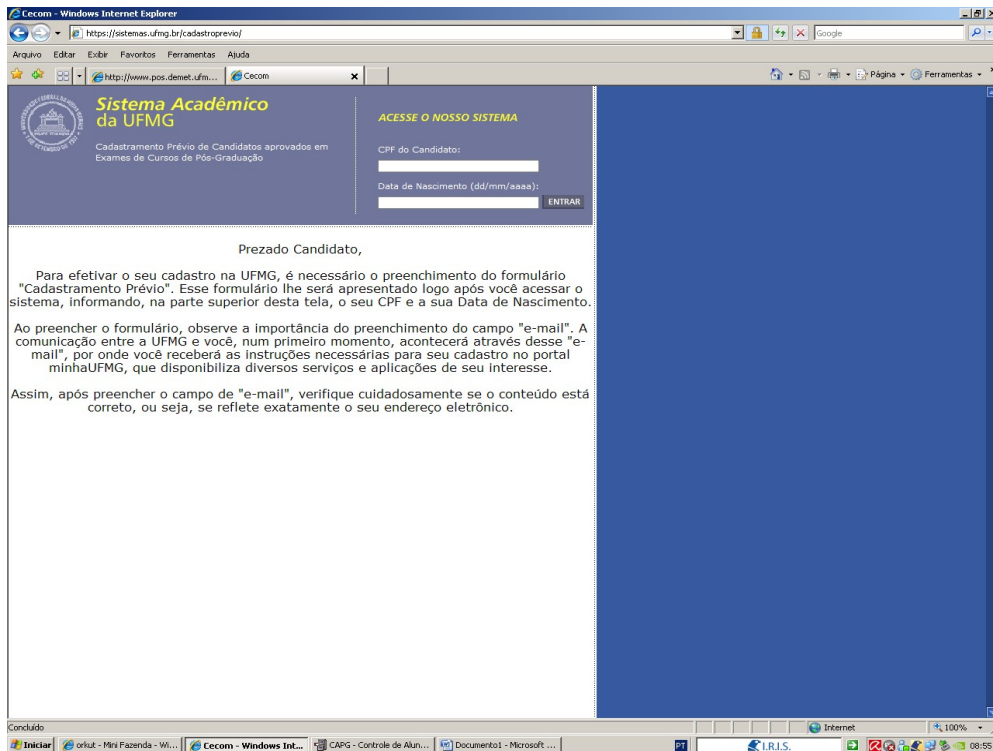 Cecom - Windows Internet Explorer
https://sistemas.ufmg.br/cadastroprevio/
Google
Arquivo Editar Exibir Favoritos Ferramentas Ajuda
http://www.pos.demet.ufm...
Cecom
Página
Ferramentas
Sistema Acadêmico
da UFMG
Cadastramento Prévio de Candidatos aprovados em
Exames de Cursos de Pós-Graduação
ACESSE O NOSSO SISTEMA
CPF do Candidato:
Data de Nascimento (dd/mm/aaaa):
ENTRAR
Prezado Candidato,
Para efetivar o seu cadastro na UFMG, é necessário o preenchimento do formulário
"Cadastramento Prévio". Esse formulário lhe será apresentado logo após você acessar o
sistema, informando, na parte superior desta tela, o seu CPF e a sua Data de Nascimento.
Ao preencher o formulário, observe a importância do preenchimento do campo "e-mail". A
comunicação entre a UFMG e você, num primeiro momento, acontecerá através desse "e-
mail", por onde você receberá as instruções necessárias para seu cadastro no portal
minhaUFMG, que disponibiliza diversos serviços e aplicações de seu interesse.
Assim, após preencher o campo de "e-mail", verifique cuidadosamente se o conteúdo está
correto, ou seja, se reflete exatamente o seu endereço eletrônico.
Concluído
Internet
100%
Iniciar
orkut - Mini Fazenda - Wi...
Cecom - Windows Int...
CAPG - Controle de Alun...
Documento1 - Microsoft ...
PT
I.R.I.S.
08:55